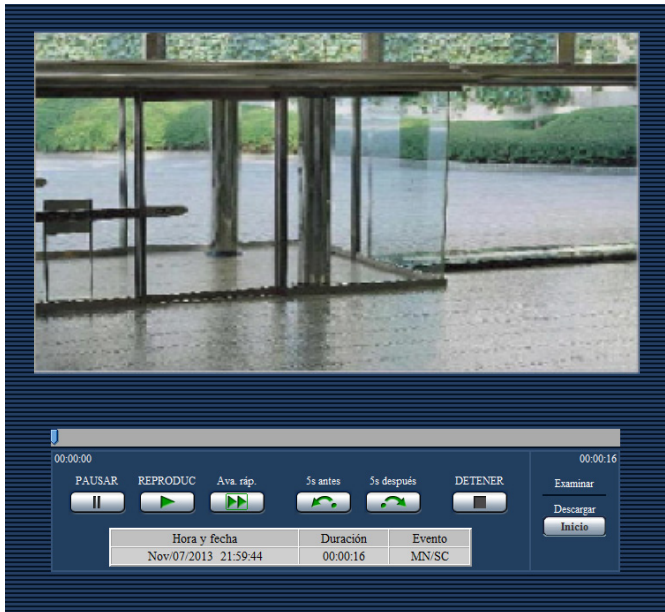 00:00:00 00:00:16
PAUSAR REPRODUC Ava. ráp. 5s antes 5s después DETENER Examinar
Descargar
Inicio
Hora y fecha Duración Evento
Nov/07/2013 21:59:44 00:00:16 MN/SC